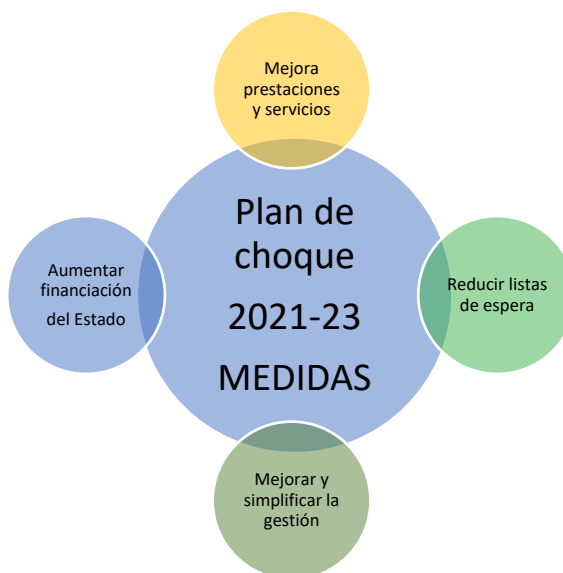 Mejora
prestaciones
y servicios
Plan de
choque
2021-23
MEDIDAS
Aumentar
financiación
del Estado
Reducir listas
de espera
Mejorar y
simplificar la
gestión